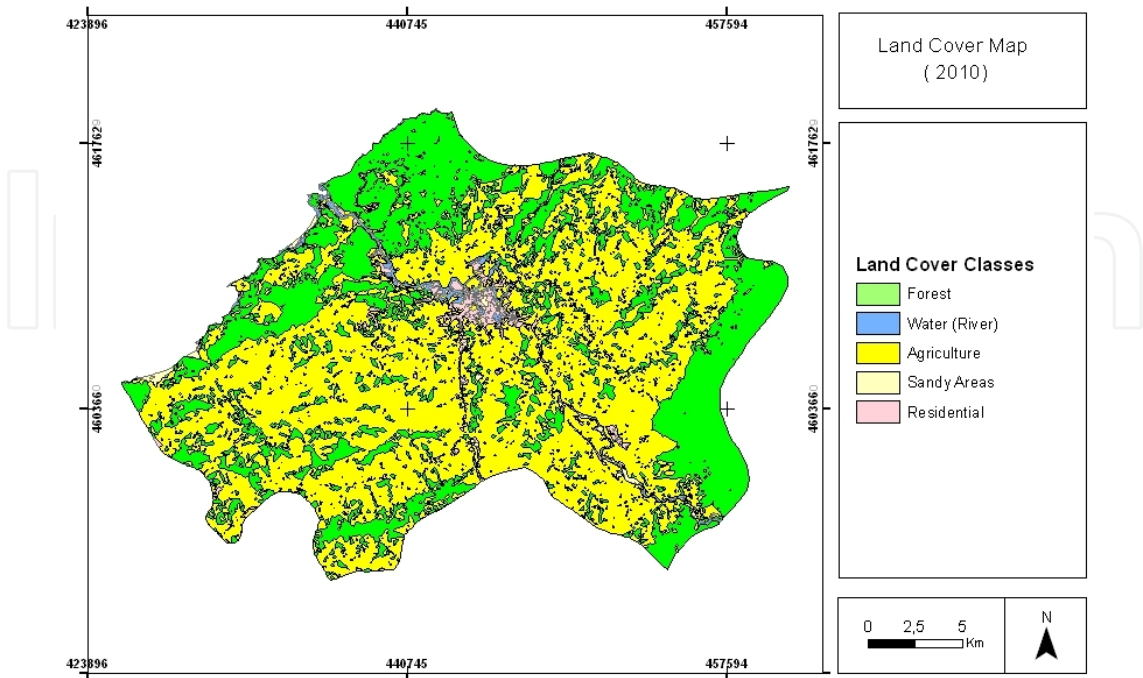 423896 440745 457594
Land Cover Map
( 2010)
4617629
4617629
Land Cover Classes
Forest
Water (River)
Agriculture
Sandy Areas
Residential
4603660
4603660
0 2,5 5
Km
N
423896 440745 457594